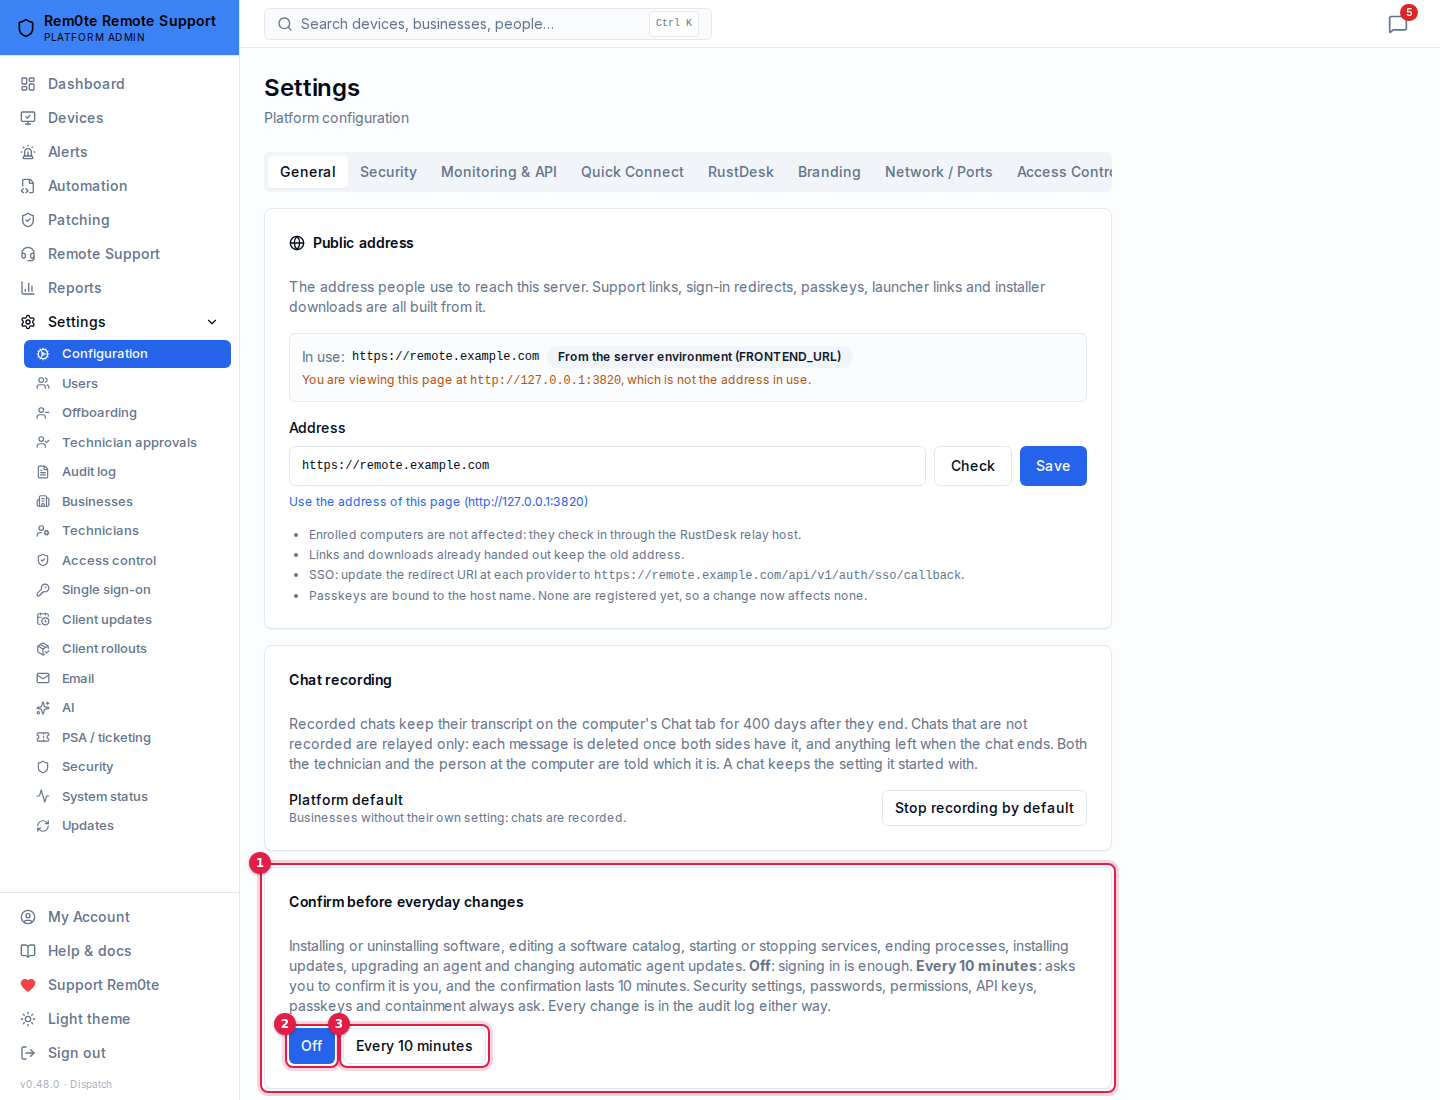 Rem0te Remote Support
PLATFORM ADMIN
Search devices, businesses, people...
Ctrl K
5
Dashboard
Devices
Alerts
Automation
Patching
Remote Support
Reports
Settings
Configuration
Users
Offboarding
Technician approvals
Audit log
Businesses
Technicians
Access control
Single sign-on
Client updates
Client rollouts
Email
AI
PSA / ticketing
Security
System status
Updates
My Account
Help & docs
Support Rem0te
Light theme
Sign out
v0.48.0 · Dispatch
Settings
Platform configuration
General Security Monitoring & API Quick Connect RustDesk Branding Network / Ports Access Contro
Public address
The address people use to reach this server. Support links, sign-in redirects, passkeys, launcher links and installer
downloads are all built from it.
In use: https://remote.example.com From the server environment (FRONTEND_URL)
You are viewing this page at http://127.0.0.1:3820, which is not the address in use.
Address
https://remote.example.com
Check
Save
Use the address of this page (http://127.0.0.1:3820)
• Enrolled computers are not affected: they check in through the RustDesk relay host.
• Links and downloads already handed out keep the old address.
• SSO: update the redirect URI at each provider to https://remote.example.com/api/v1/auth/sso/callback.
• Passkeys are bound to the host name. None are registered yet, so a change now affects none.
Chat recording
Recorded chats keep their transcript on the computer's Chat tab for 400 days after they end. Chats that are not
recorded are relayed only: each message is deleted once both sides have it, and anything left when the chat ends. Both
the technician and the person at the computer are told which it is. A chat keeps the setting it started with.
Platform default
Businesses without their own setting: chats are recorded.
Stop recording by default
1
Confirm before everyday changes
Installing or uninstalling software, editing a software catalog, starting or stopping services, ending processes, installing
updates, upgrading an agent and changing automatic agent updates. Off: signing in is enough. Every 10 minutes: asks
you to confirm it is you, and the confirmation lasts 10 minutes. Security settings, passwords, permissions, API keys,
passkeys and containment always ask. Every change is in the audit log either way.
2
Off
3
Every 10 minutes